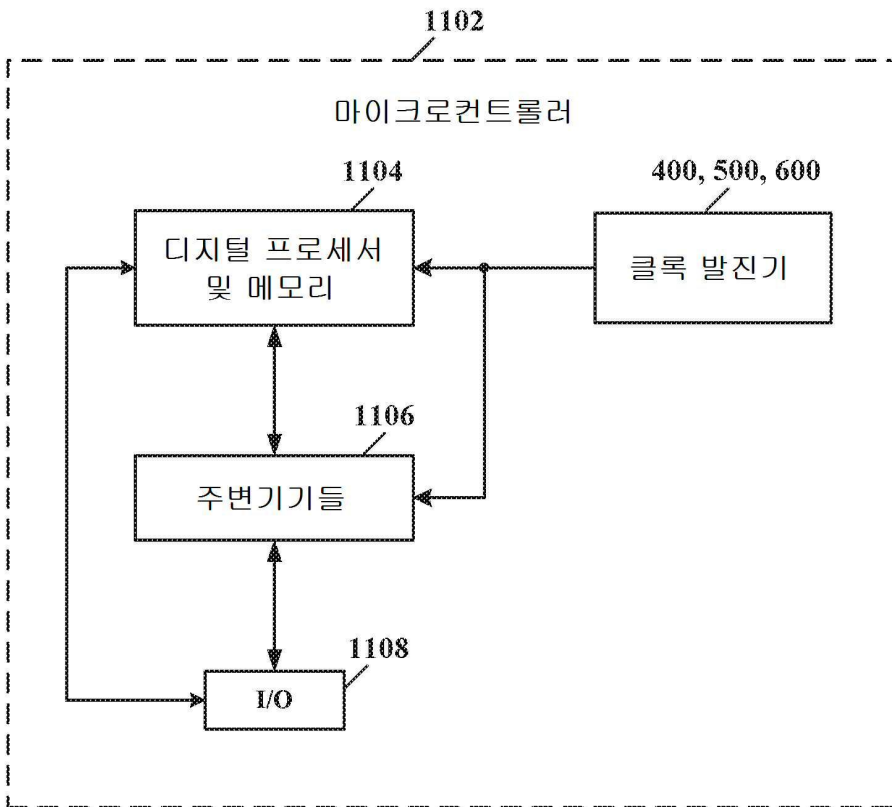 1102
마이크로컨트롤러
1104
400, 500, 600
디지털 프로세서
및 메모리
클록 발진기
1106
주변기기들
1108
I/O